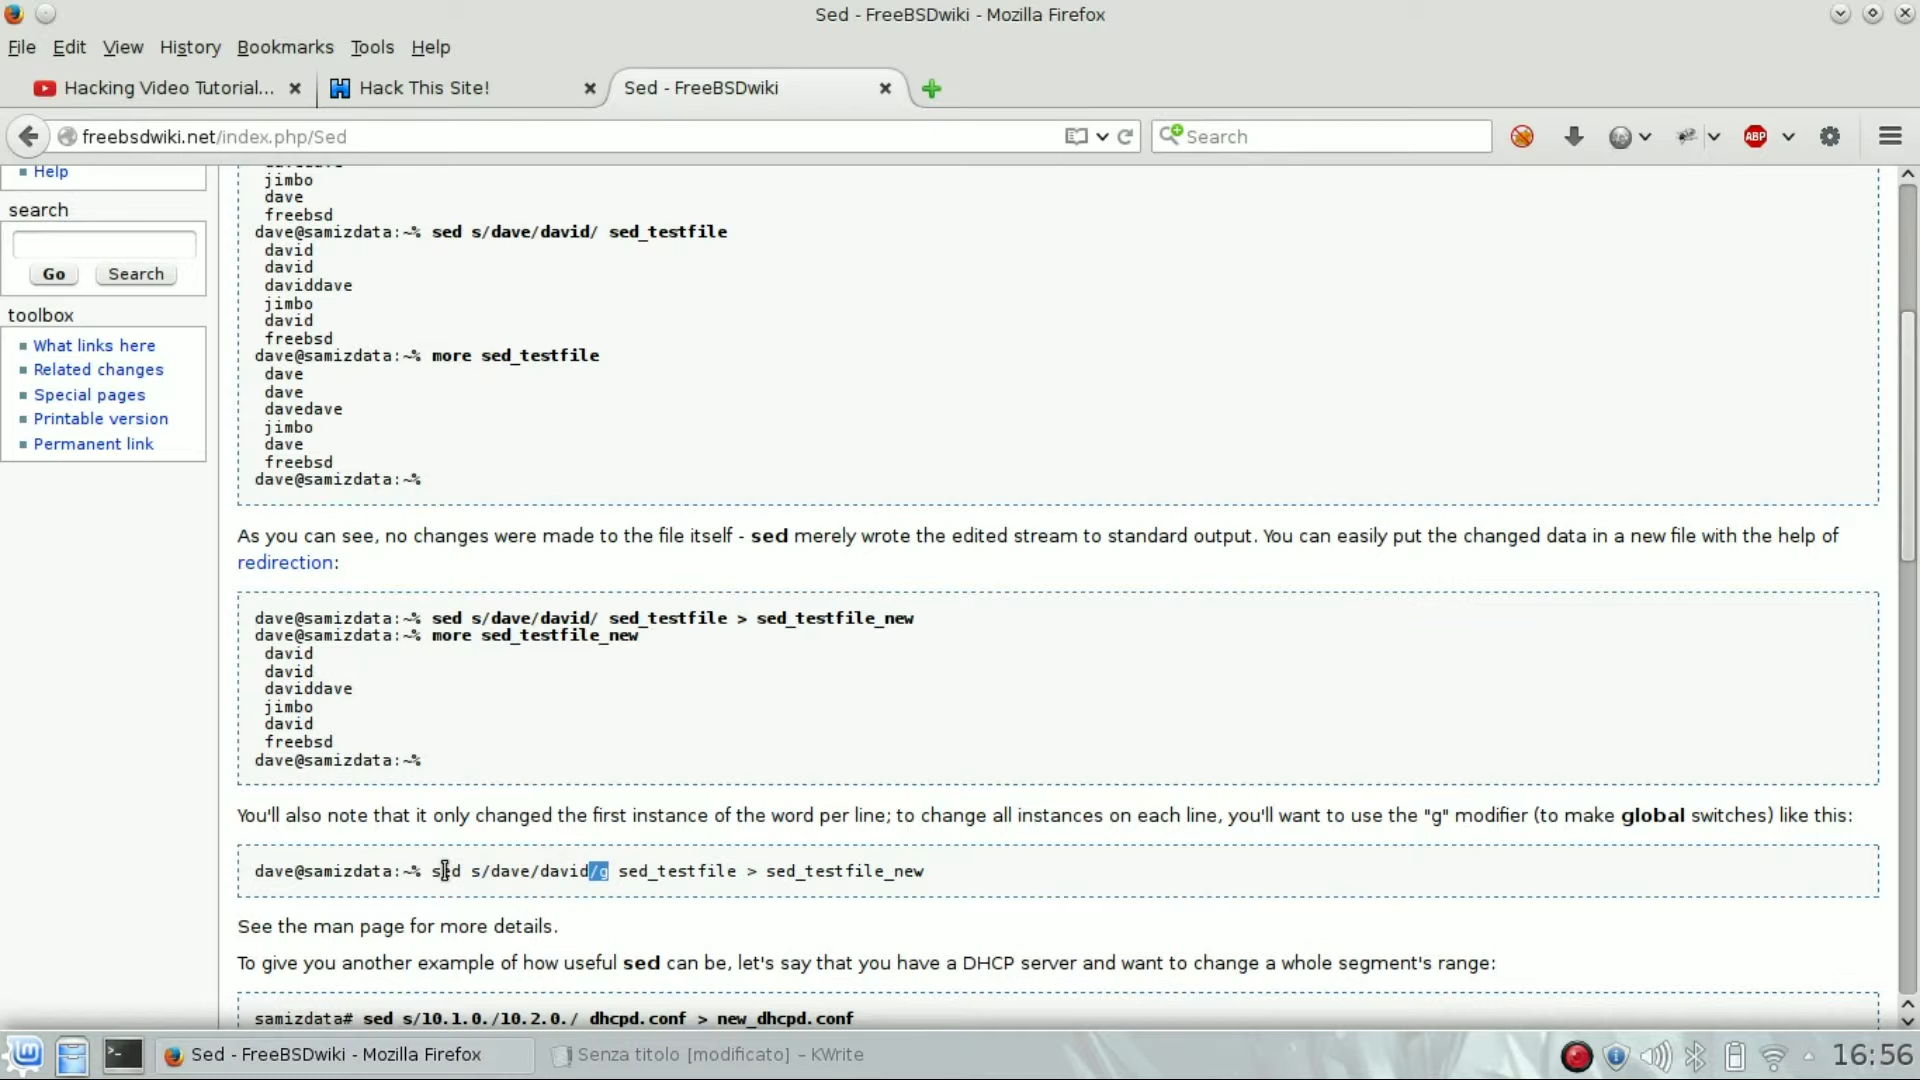 Sed - FreeBSDwiki - Mozilla Firefox
File Edit View History Bookmarks Tools Help
Hacking Video Tutorial... Hack This Site! Sed - FreeBSDwiki
freebsdwiki.net/index.php/Sed Search ABP
Help
search
Go Search
toolbox
What links here
Related changes
Special pages
Printable version
Permanent link
jimbo
dave
freebsd
dave@samizdata:~% sed s/dave/david/ sed_testfile
david
david
daviddave
jimbo
david
freebsd
dave@samizdata:~% more sed_testfile
dave
dave
davedave
jimbo
dave
freebsd
dave@samizdata:~%
As you can see, no changes were made to the file itself - sed merely wrote the edited stream to standard output. You can easily put the changed data in a new file with the help of
redirection:
dave@samizdata:~% sed s/dave/david/ sed_testfile > sed_testfile_new
dave@samizdata:~% more sed_testfile_new
david
david
daviddave
jimbo
david
freebsd
dave@samizdata:~%
You'll also note that it only changed the first instance of the word per line; to change all instances on each line, you'll want to use the "g" modifier (to make global switches) like this:
dave@samizdata:~% sed s/dave/david/g sed_testfile > sed_testfile_new
See the man page for more details.
To give you another example of how useful sed can be, let's say that you have a DHCP server and want to change a whole segment's range:
samizdata# sed s/10.1.0./10.2.0./ dhcpd.conf > new_dhcpd.conf
Sed - FreeBSDwiki - Mozilla Firefox Senza titolo [modificato] – KWrite 16:56